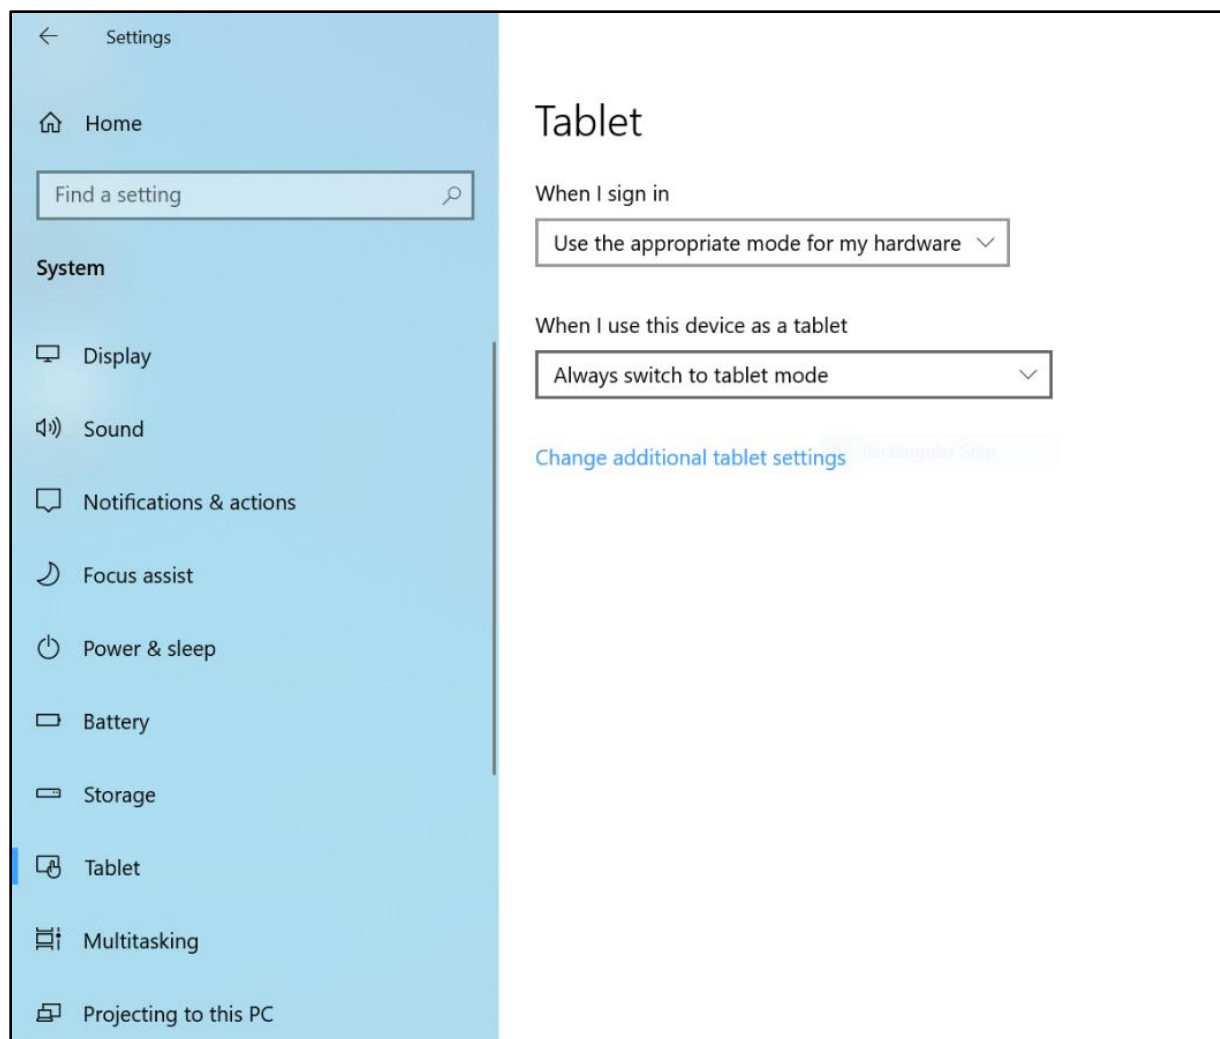 Settings
Home
Find a setting
System
Display
Sound
Notifications & actions
Focus assist
Power & sleep
Battery
Storage
Tablet
Multitasking
Projecting to this PC
Tablet
When I sign in
Use the appropriate mode for my hardware
When I use this device as a tablet
Always switch to tablet mode
Change additional tablet settings
Rectangular Snip